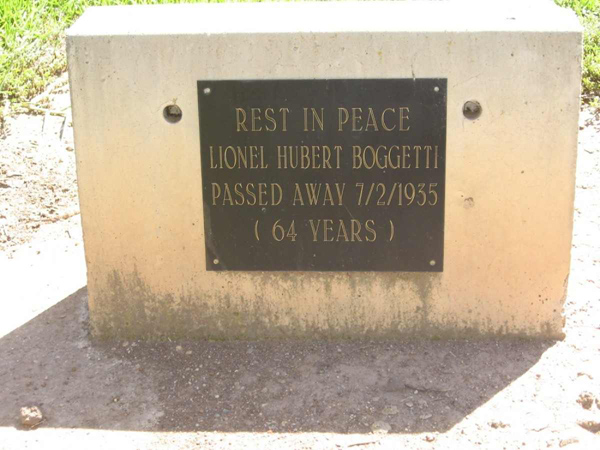 REST IN PEACE
LIONEL HUBERT BOGGETTI
PASSED AWAY 7/2/1935
( 64 YEARS )